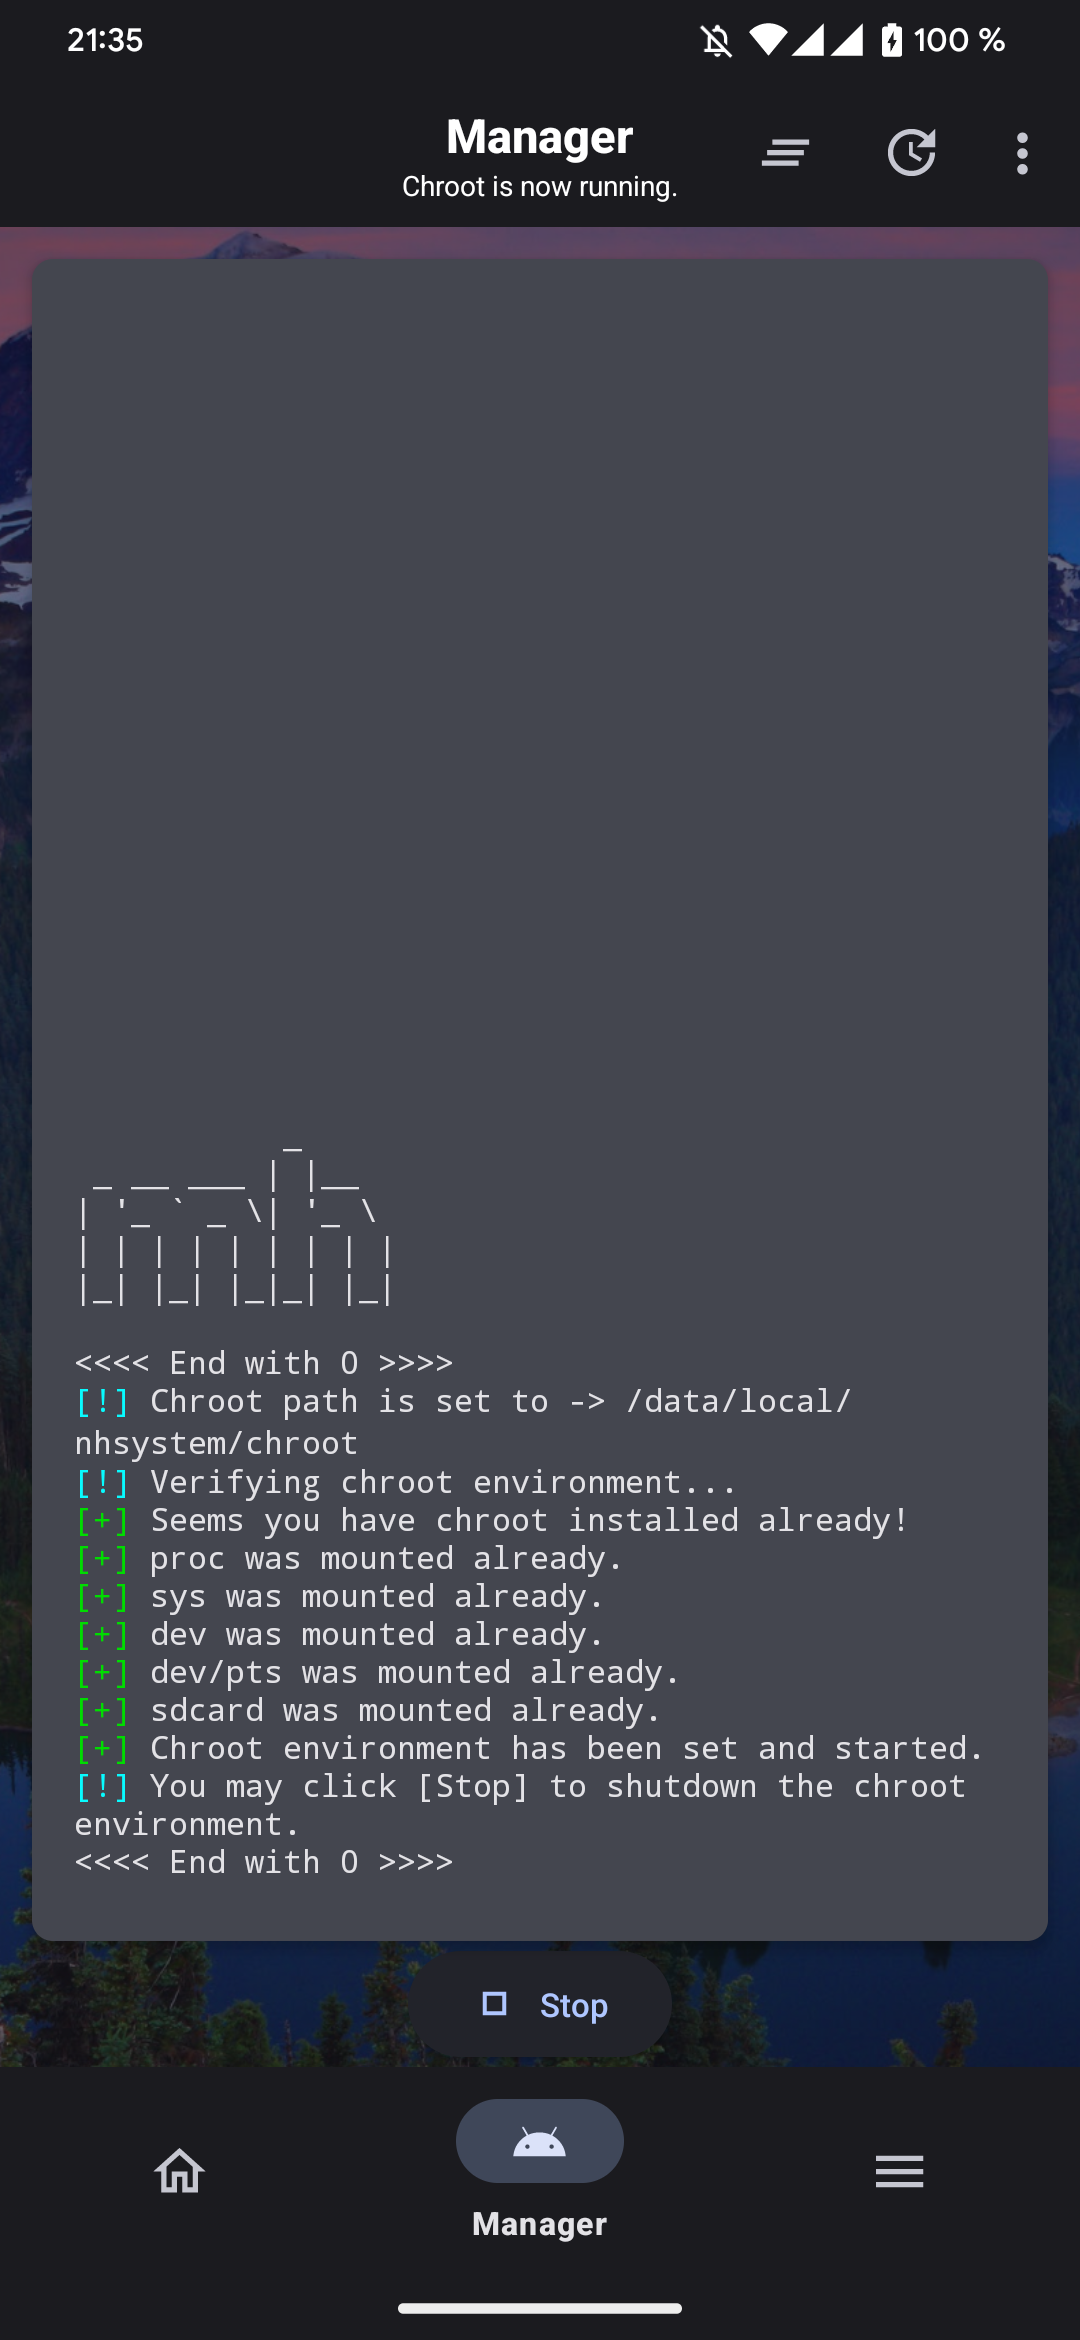 21:35
100 %
Manager
Chroot is now running.
               _
 _ __ ___ | |__
| '_ ` _ \| '_ \
| | | | | | | | |
|_| |_| |_|_| |_|
<<<< End with 0 >>>>
[!] Chroot path is set to -> /data/local/
nhsystem/chroot
[!] Verifying chroot environment...
[+] Seems you have chroot installed already!
[+] proc was mounted already.
[+] sys was mounted already.
[+] dev was mounted already.
[+] dev/pts was mounted already.
[+] sdcard was mounted already.
[+] Chroot environment has been set and started.
[!] You may click [Stop] to shutdown the chroot
environment.
<<<< End with 0 >>>>
Stop
Manager